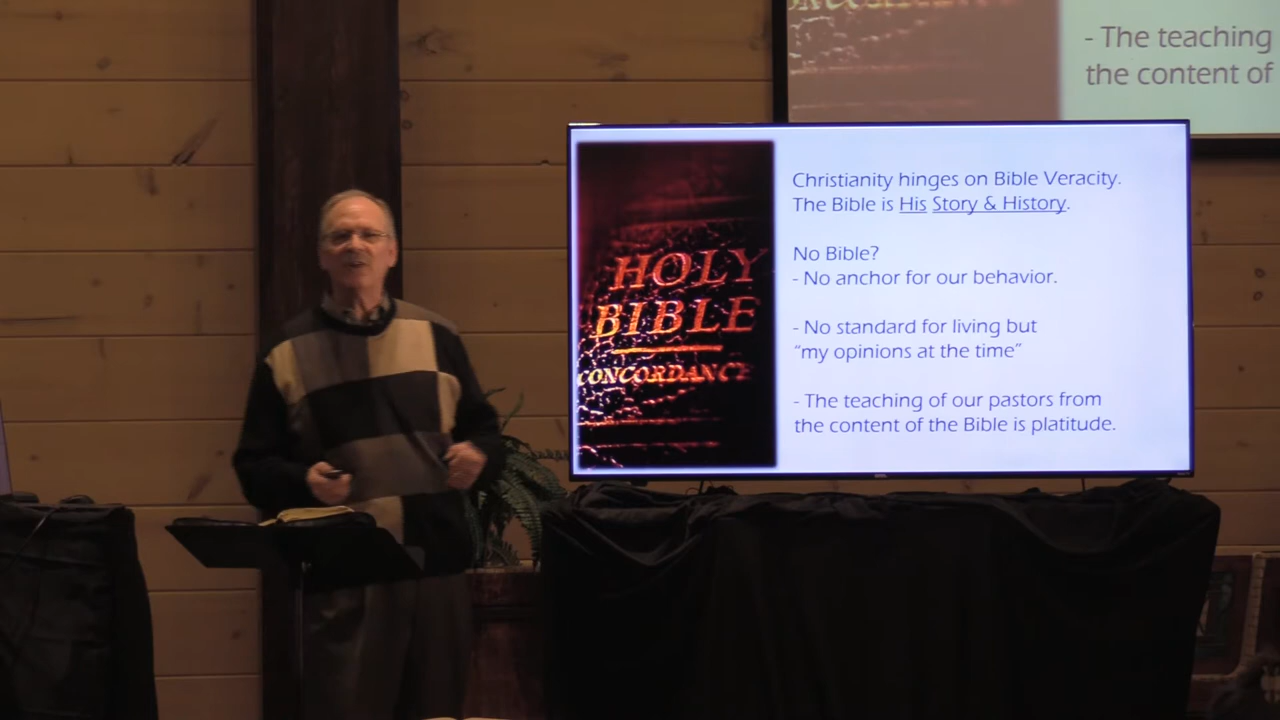 - The teaching
the content of
Christianity hinges on Bible Veracity.
The Bible is His Story & History.
No Bible?
- No anchor for our behavior.
- No standard for living but
“my opinions at the time”
- The teaching of our pastors from
the content of the Bible is platitude.
HOLY
BIBLE
CONCORDANCE